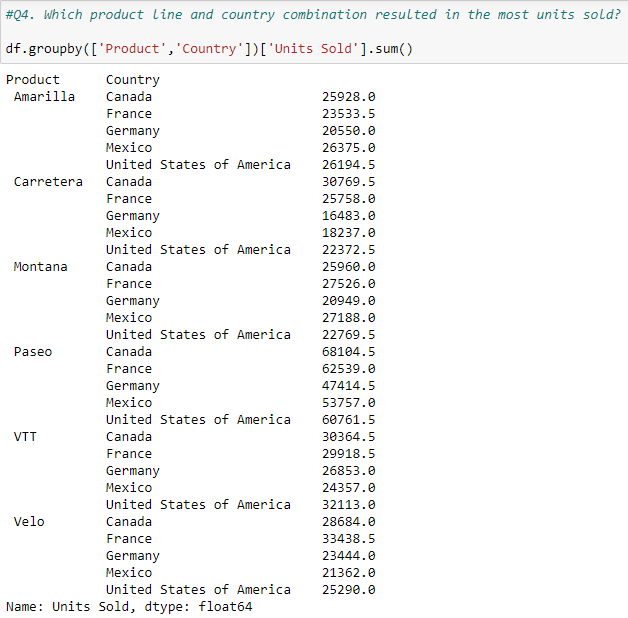 #Q4. Which product line and country combination resulted in the most units sold?
df.groupby(['Product','Country'])['Units Sold'].sum()
Product Country
Amarilla Canada 25928.0
France 23533.5
Germany 20550.0
Mexico 26375.0
United States of America 26194.5
Carretera Canada 30769.5
France 25758.0
Germany 16483.0
Mexico 18237.0
United States of America 22372.5
Montana Canada 25960.0
France 27526.0
Germany 20949.0
Mexico 27188.0
United States of America 22769.5
Paseo Canada 68104.5
France 62539.0
Germany 47414.5
Mexico 53757.0
United States of America 60761.5
VTT Canada 30364.5
France 29918.5
Germany 26853.0
Mexico 24357.0
United States of America 32113.0
Velo Canada 28684.0
France 33438.5
Germany 23444.0
Mexico 21362.0
United States of America 25290.0
Name: Units Sold, dtype: float64